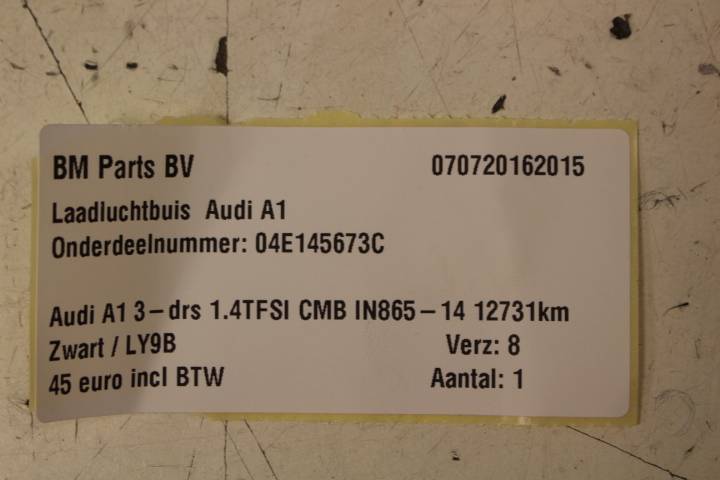 BM Parts BV 070720162015
Laadluchtbuis Audi A1
Onderdeelnummer: 04E145673C
Audi A1 3-drs 1.4TFSI CMB IN865-14 12731km
Zwart / LY9B Verz: 8
45 euro incl BTW Aantal: 1